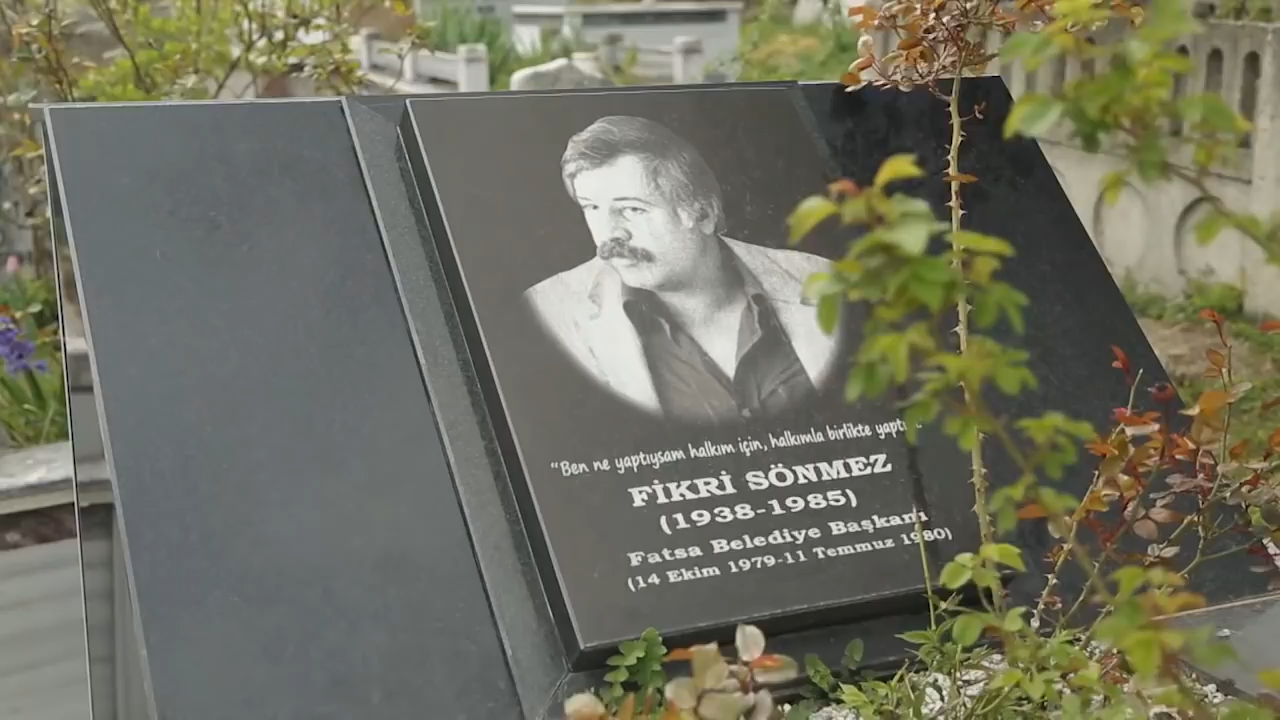 "Ben ne yaptıysam halkım için, halkımla birlikte
FİKRİ SÖNMEZ
(1938-1985)
Fatsa Belediye Başkanı
(14 Ekim 1979-11 Temmuz 1980)